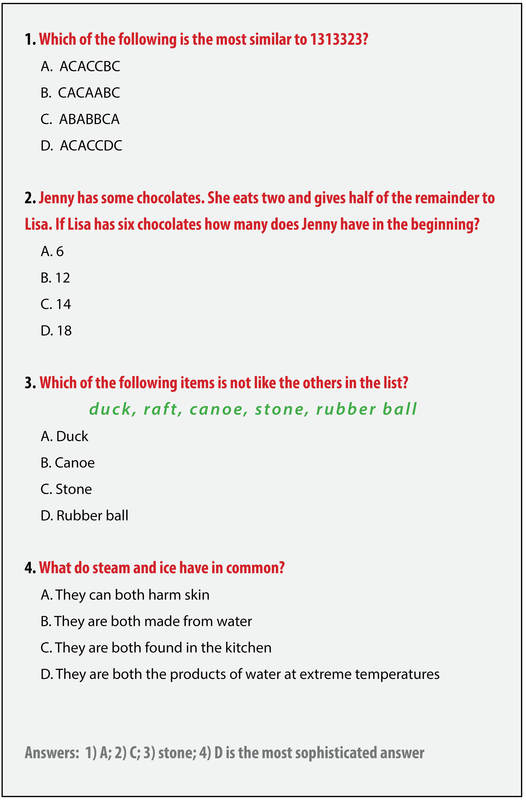 1. Which of the following is the most similar to 1313323?
A. ACACCBC
B. CACAABC
C. ABABBCA
D. ACACCDC
2. Jenny has some chocolates. She eats two and gives half of the remainder to
Lisa. If Lisa has six chocolates how many does Jenny have in the beginning?
A. 6
B. 12
C. 14
D. 18
3. Which of the following items is not like the others in the list?
duck, raft, canoe, stone, rubber ball
A. Duck
B. Canoe
C. Stone
D. Rubber ball
4. What do steam and ice have in common?
A. They can both harm skin
B. They are both made from water
C. They are both found in the kitchen
D. They are both the products of water at extreme temperatures
Answers: 1) A; 2) C; 3) stone; 4) D is the most sophisticated answer